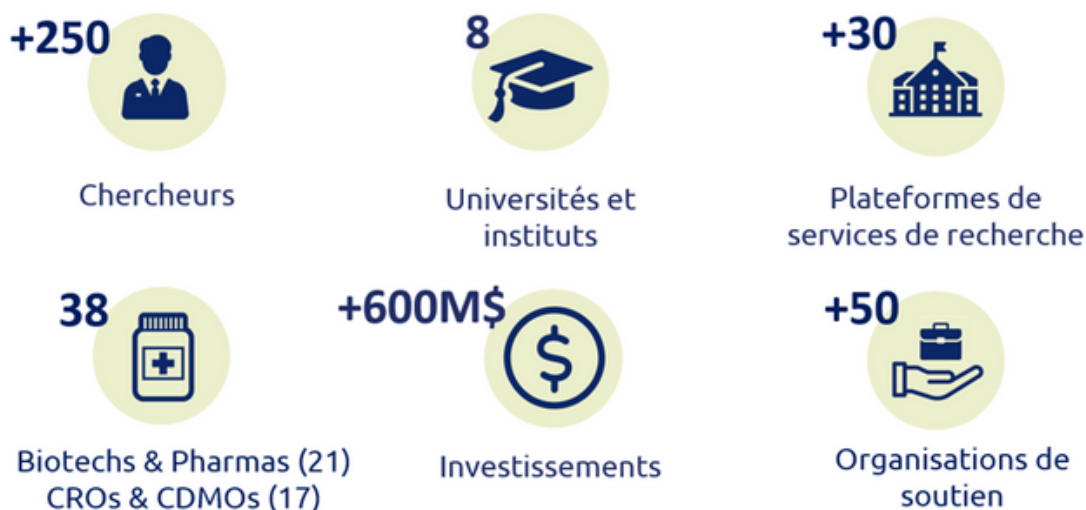 +250
Chercheurs
8
Universités et
instituts
+30
Plateformes de
services de recherche
38
Biotechs & Pharmas (21)
CROs & CDMOs (17)
+600M$
$
Investissements
+50
Organisations de
soutien